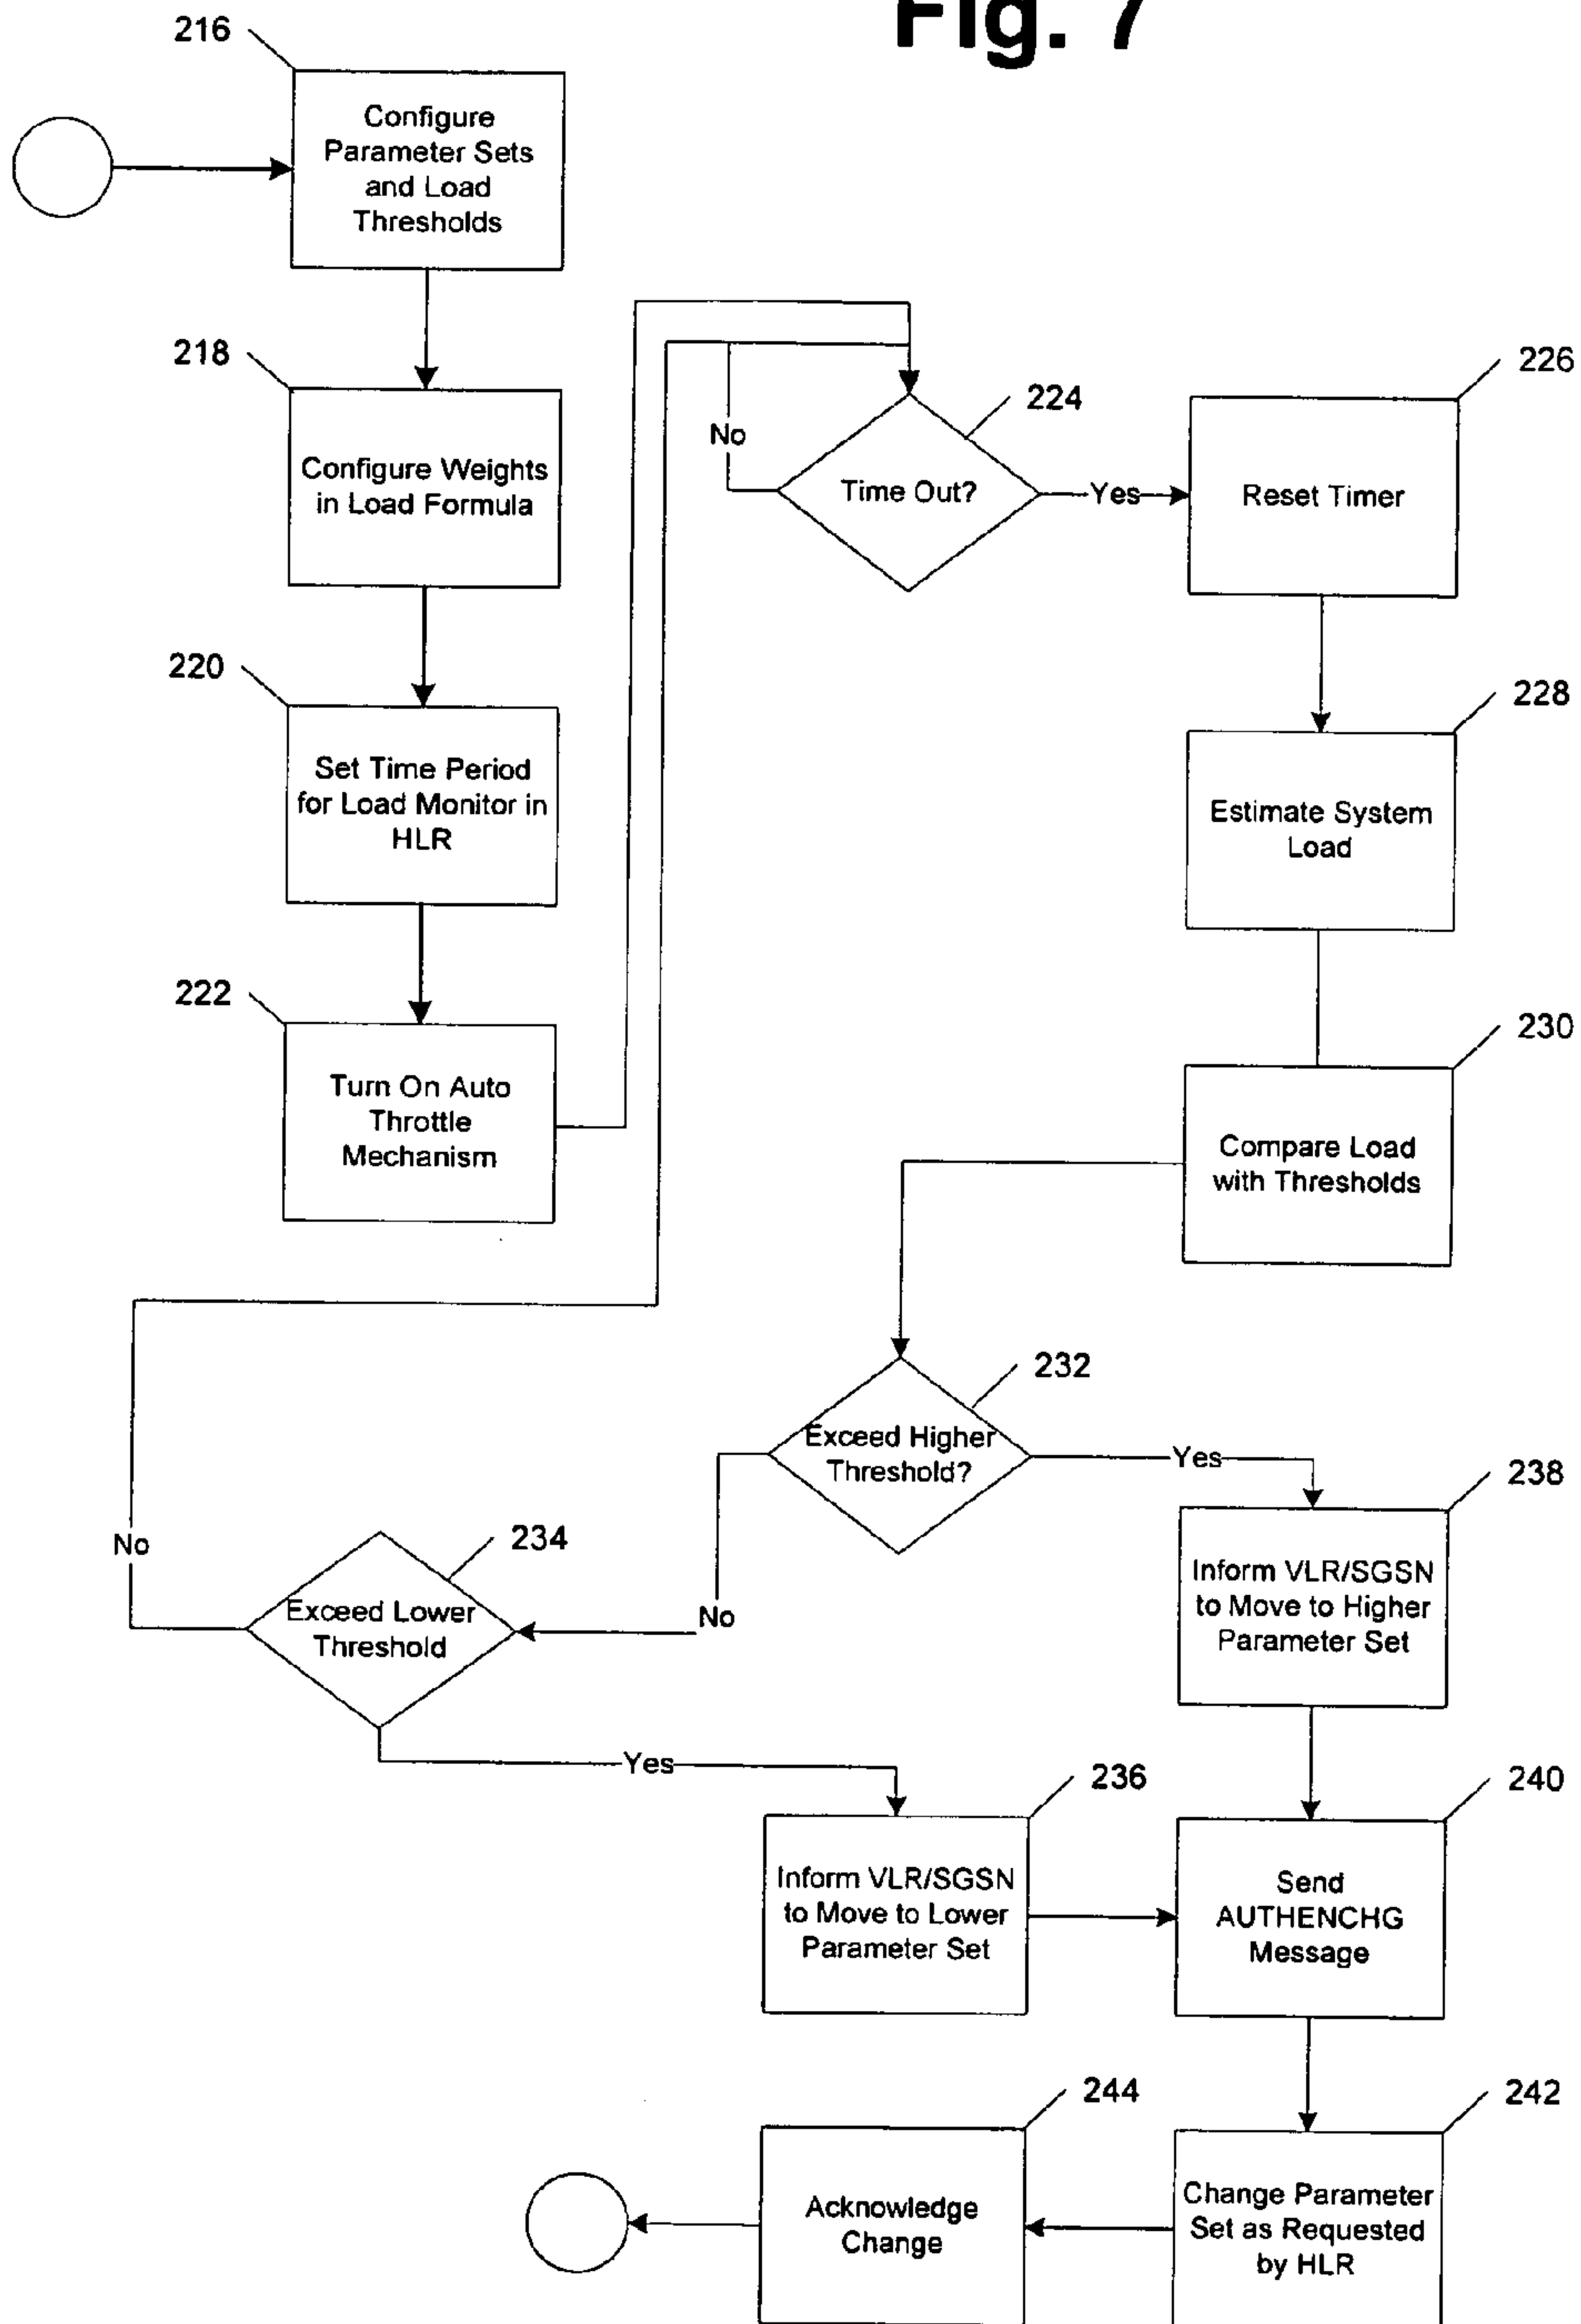 Fig. 7
216
Configure
Parameter Sets
and Load
Thresholds
218
Configure Weights
in Load Formula
220
Set Time Period
for Load Monitor in
HLR
222
Turn On Auto
Throttle
Mechanism
224
Time Out?
No
Yes
226
Reset Timer
228
Estimate System
Load
230
Compare Load
with Thresholds
232
Exceed Higher
Threshold?
Yes
No
234
Exceed Lower
Threshold
No
Yes
236
Inform VLR/SGSN
to Move to Lower
Parameter Set
238
Inform VLR/SGSN
to Move to Higher
Parameter Set
240
Send
AUTHENCHG
Message
242
Change Parameter
Set as Requested
by HLR
244
Acknowledge
Change